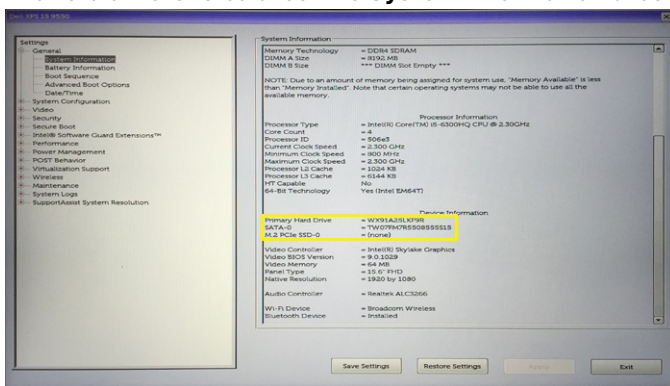 Dell XPS 15 9550
Settings
General
System Information
Battery Information
Boot Sequence
Advanced Boot Options
Date/Time
System Configuration
Video
Security
Secure Boot
Intel® Software Guard Extensions™
Performance
Power Management
POST Behavior
Virtualization Support
Wireless
Maintenance
System Logs
SupportAssist System Resolution
System Information
Memory Technology = DDR4 SDRAM
DIMM A Size = 8192 MB
DIMM B Size *** DIMM Slot Empty ***
NOTE: Due to an amount of memory being assigned for system use, "Memory Available" is less
than "Memory Installed". Note that certain operating systems may not be able to use all the
available memory.
Processor Information
Processor Type = Intel(R) Core(TM) i5-6300HQ CPU @ 2.30GHz
Core Count = 4
Processor ID = 506e3
Current Clock Speed = 2.300 GHz
Minimum Clock Speed = 800 MHz
Maximum Clock Speed = 2.300 GHz
Processor L2 Cache = 1024 KB
Processor L3 Cache = 6144 KB
HT Capable No
64-Bit Technology Yes (Intel EM64T)
Device Information
Primary Hard Drive = WX91A25LKF9R
SATA-0
M.2 PCIe SSD-0 = {none}
Video Controller = Intel(R) Skylake Graphics
Video BIOS Version = 9.0.1029
Video Memory = 64 MB
Panel Type = 15.6" FHD
Native Resolution = 1920 by 1080
Audio Controller = Realtek ALC3266
Wi-Fi Device = Broadcom Wireless
Bluetooth Device = Installed
Save Settings
Restore Settings
Apply
Exit